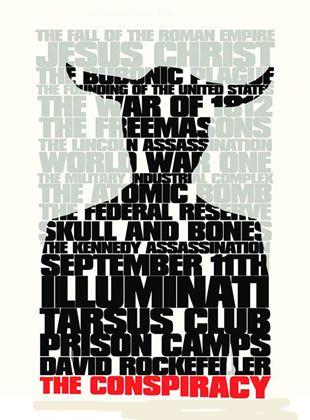 THE FALL OF THE ROMAN EMPIRE
JESUS CHRIST
THE BUBONIC PLAGUE
THE FOUNDING OF THE UNITED STATES
THE WAR OF 1812
THE FREEMASONS
THE LINCOLN ASSASSINATION
WORLD WAR ONE
THE MILITARY INDUSTRIAL COMPLEX
THE ATOMIC BOMB
THE FEDERAL RESERVE
SKULL AND BONES
THE KENNEDY ASSASSINATION
SEPTEMBER 11TH
ILLUMINATI
TARSUS CLUB
PRISON CAMPS
DAVID ROCKEFELLER
THE CONSPIRACY